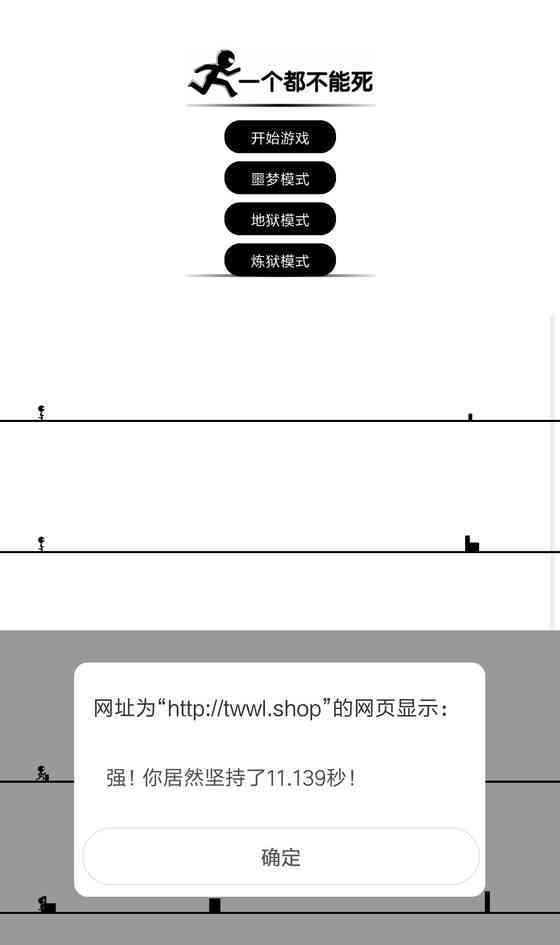 一个都不能死
开始游戏
噩梦模式
地狱模式
炼狱模式
网址为“http://twwl.shop”的网页显示：
强！你居然坚持了11.139秒！
确定